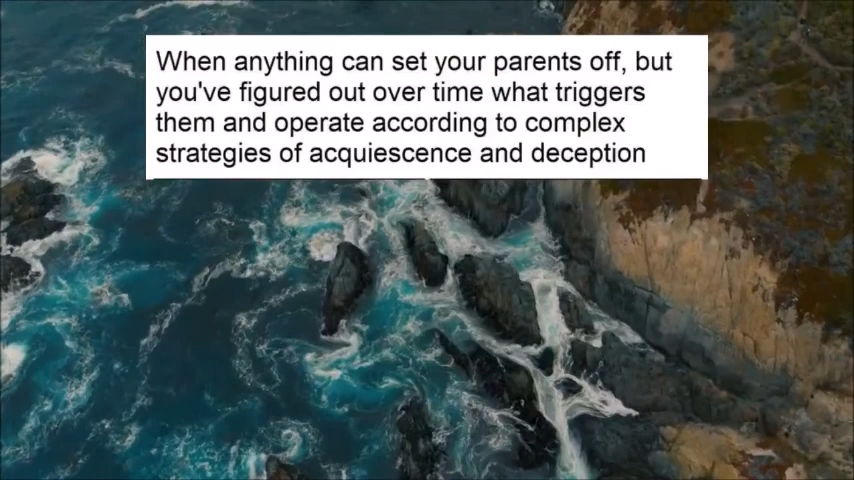 When anything can set your parents off, but
you've figured out over time what triggers
them and operate according to complex
strategies of acquiescence and deception